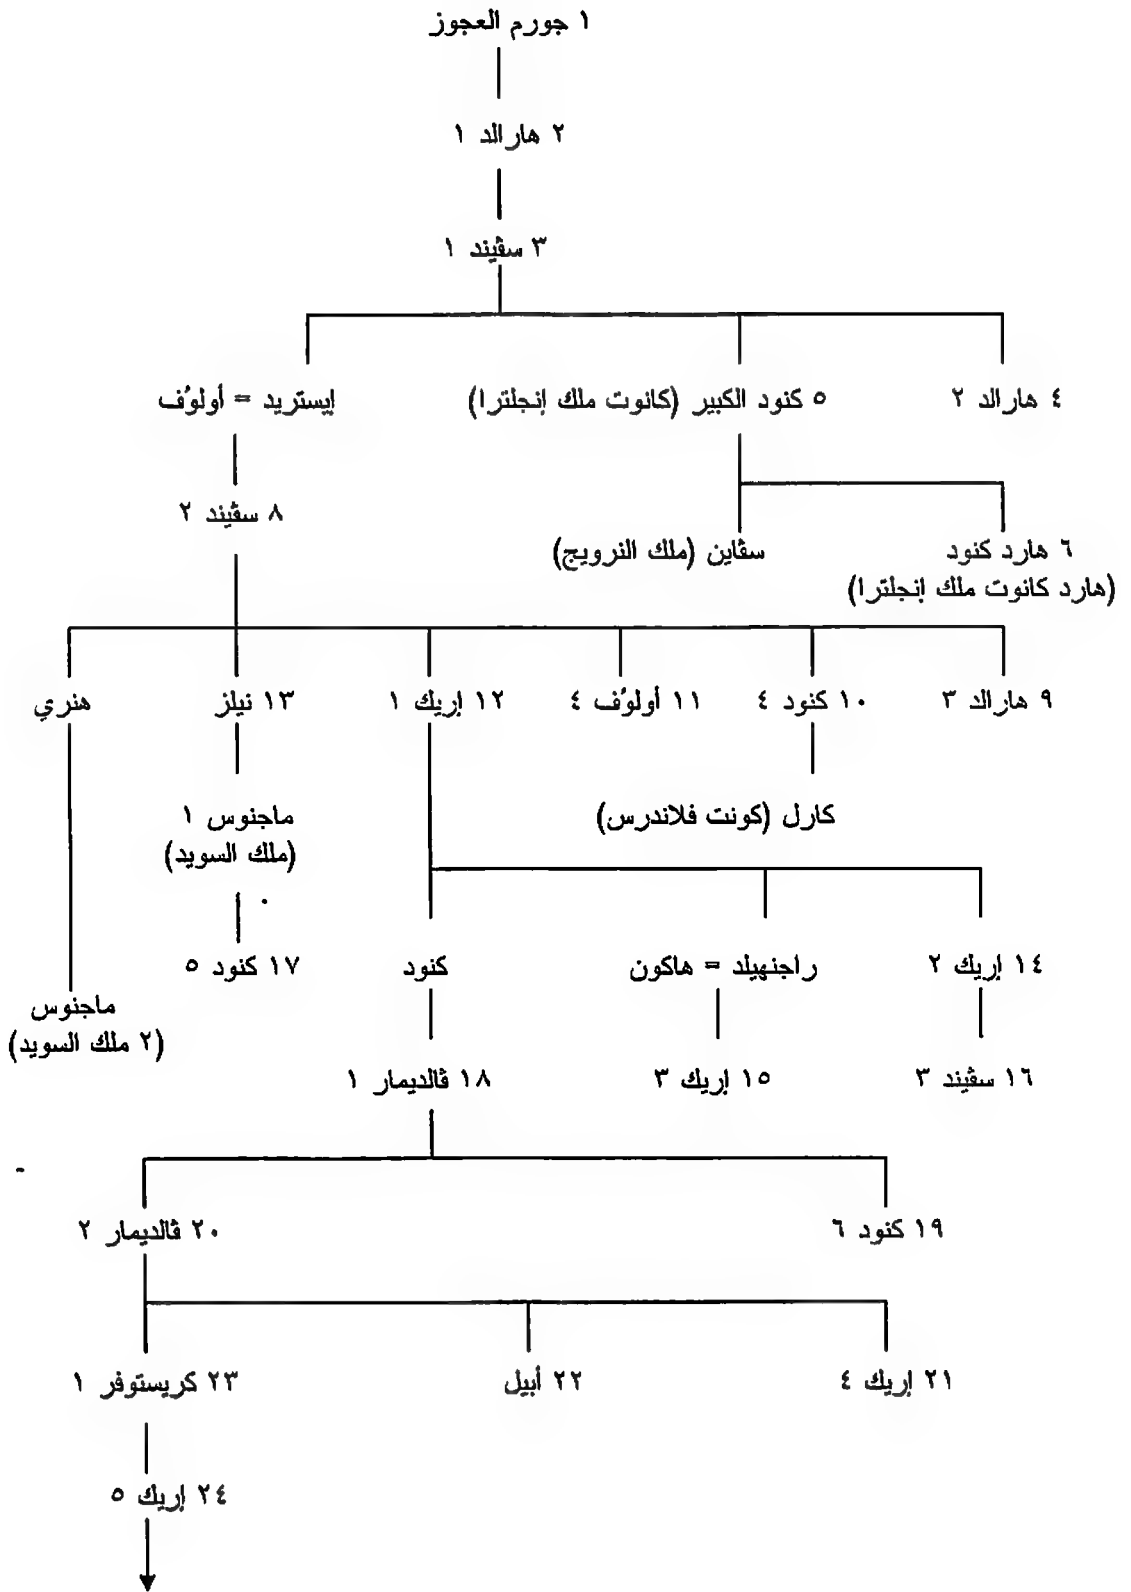 ١ جورم العجوز
٢ هارالد ١
٣ سڤيند ١
٤ هارالد ٢
٥ كنود الكبير (كانوت ملك إنجلترا)
إيستريد = أولوُف
٨ سڤيند ٢
٦ هارد كنود
(هارد كانوت ملك إنجلترا)
سڤاين (ملك النرويج)
٩ هارالد ٣
١٠ كنود ٤
١١ أولوُف ٤
١٢ إريك ١
١٣ نيلز
هنري
كارل (كونت فلاندرس)
ماجنوس ١
(ملك السويد)
١٤ إريك ٢
راجنهيلد = هاكون
كنود
١٧ كنود ٥
ماجنوس
(٢ ملك السويد)
١٦ سڤيند ٣
١٥ إريك ٣
١٨ ڤالديمار ١
١٩ كنود ٦
٢٠ ڤالديمار ٢
٢١ إريك ٤
٢٢ أبيل
٢٣ كريستوفر ١
٢٤ إريك ٥